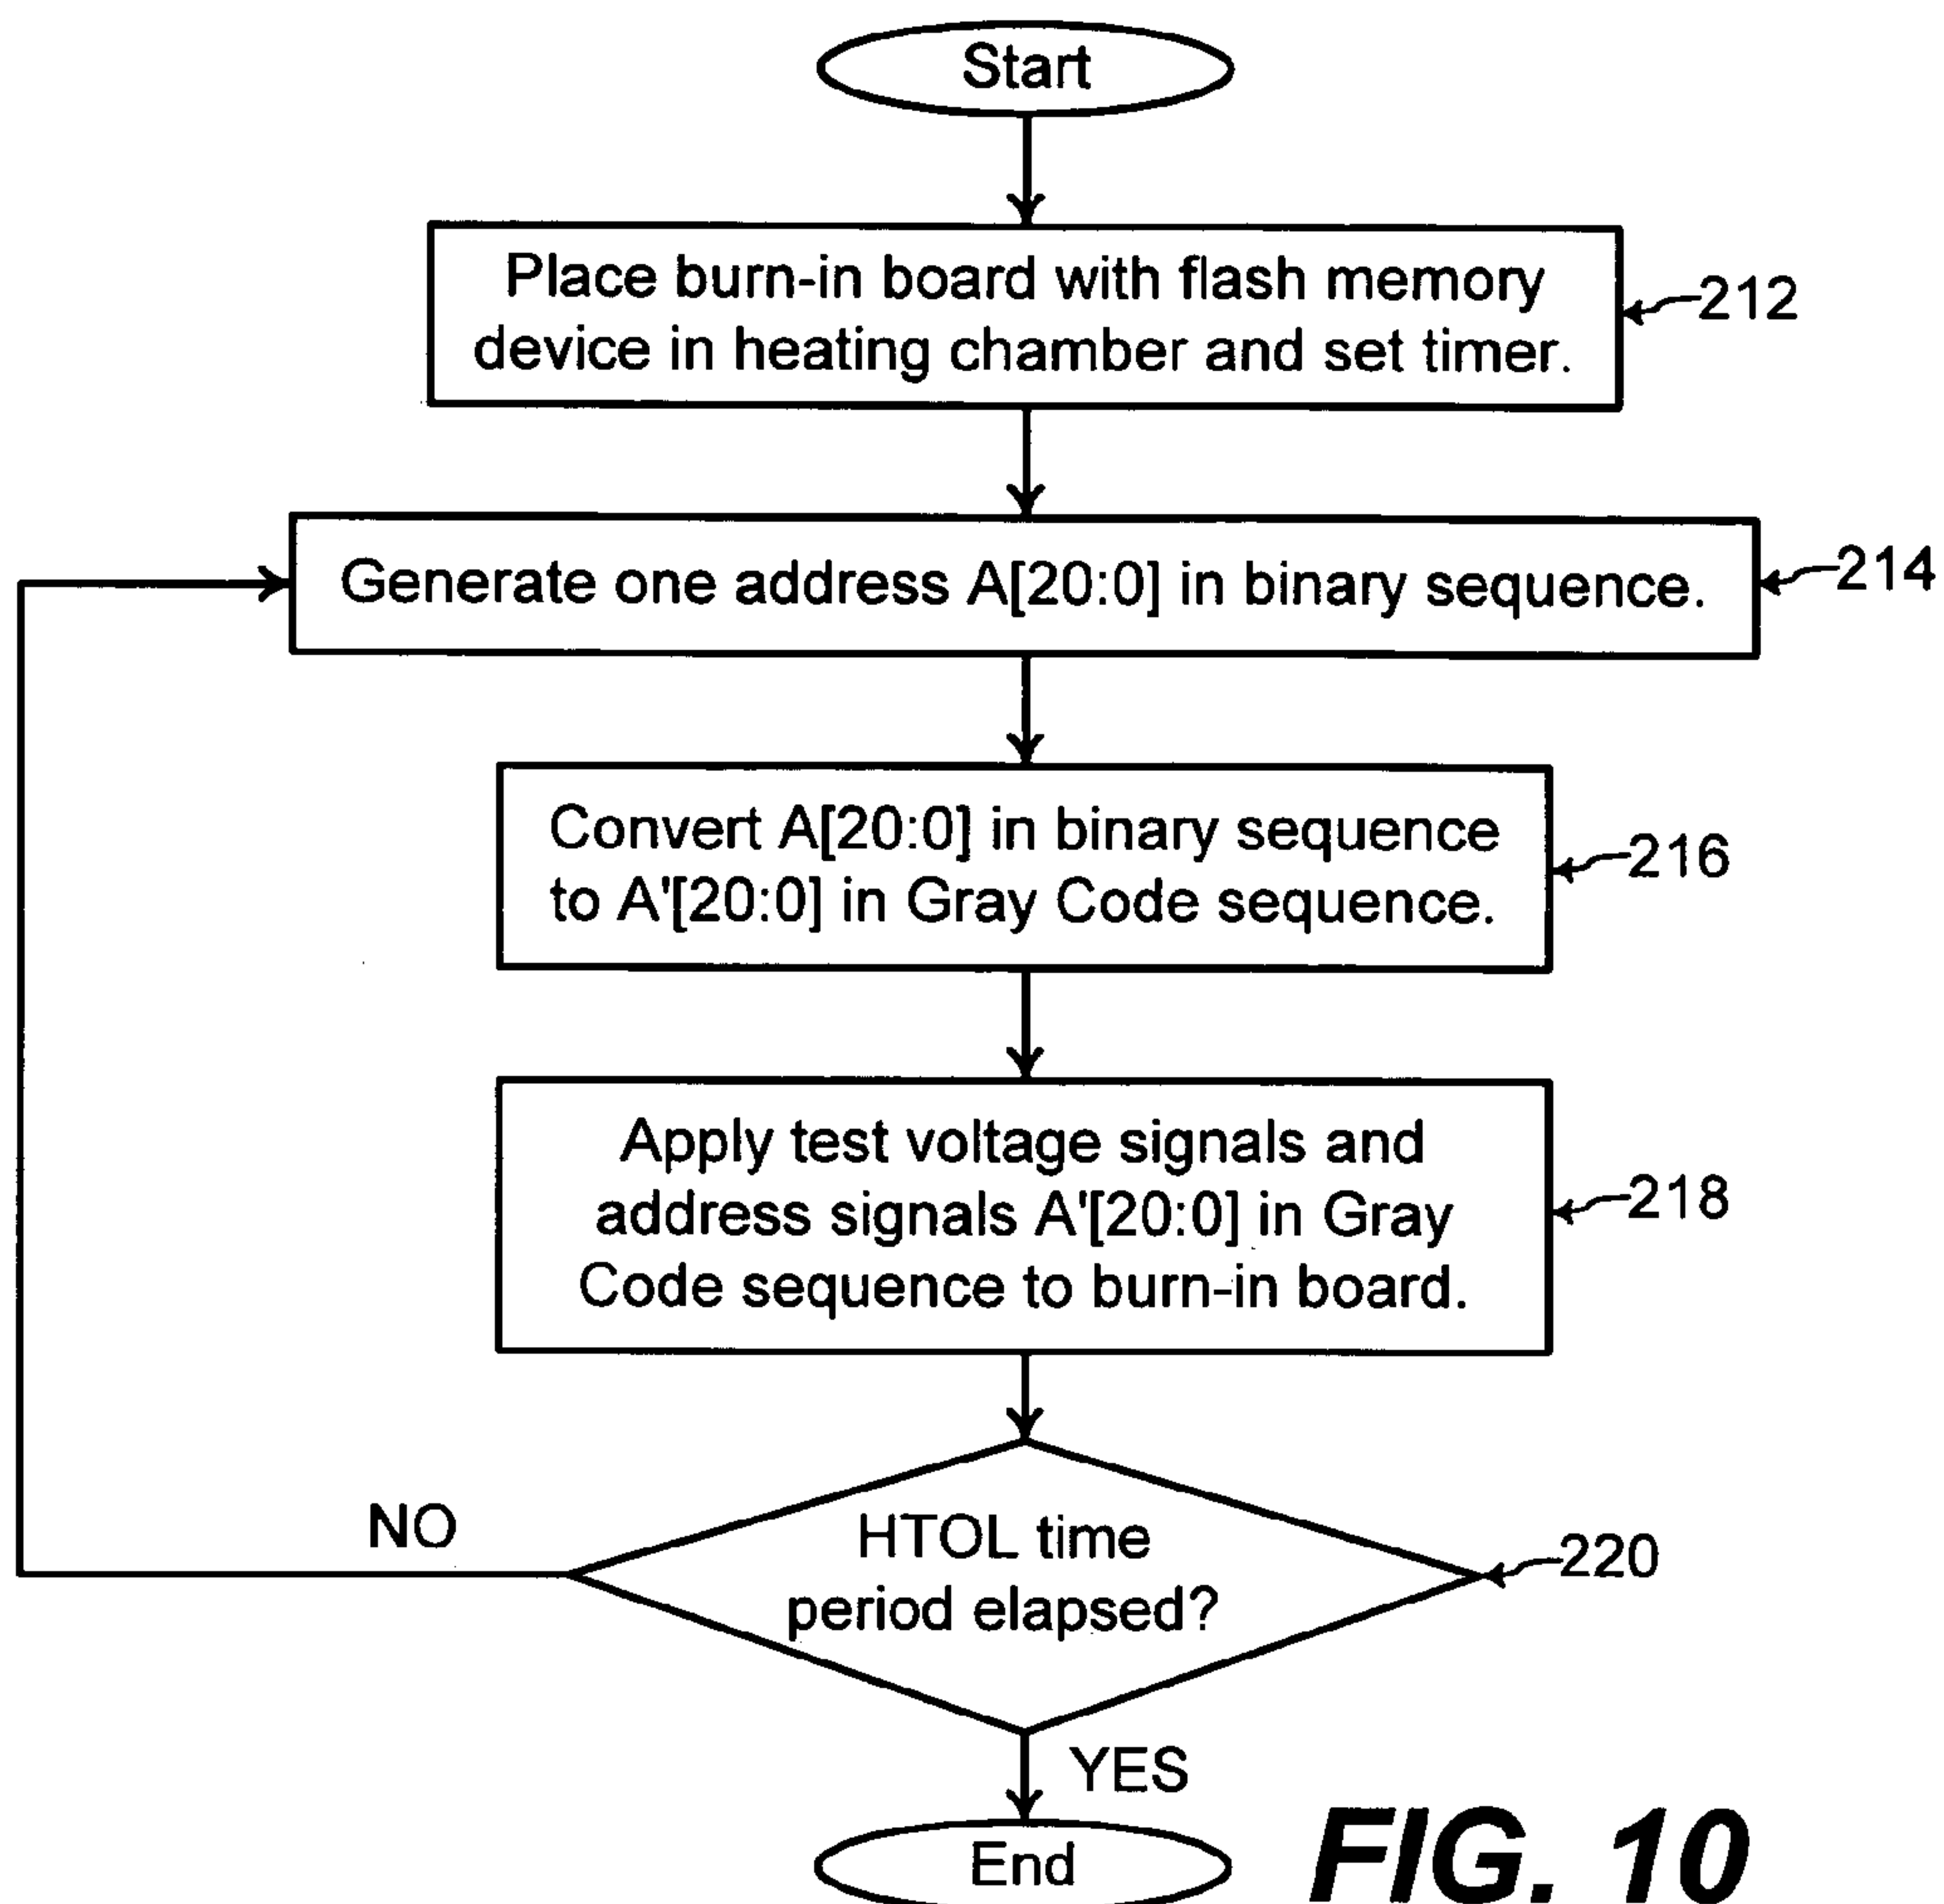 Start
Place burn-in board with flash memory
device in heating chamber and set timer.
212
Generate one address A[20:0] in binary sequence.
214
Convert A[20:0] in binary sequence
to A'[20:0] in Gray Code sequence.
216
Apply test voltage signals and
address signals A'[20:0] in Gray
Code sequence to burn-in board.
218
HTOL time
period elapsed?
220
NO
YES
End
FIG. 10